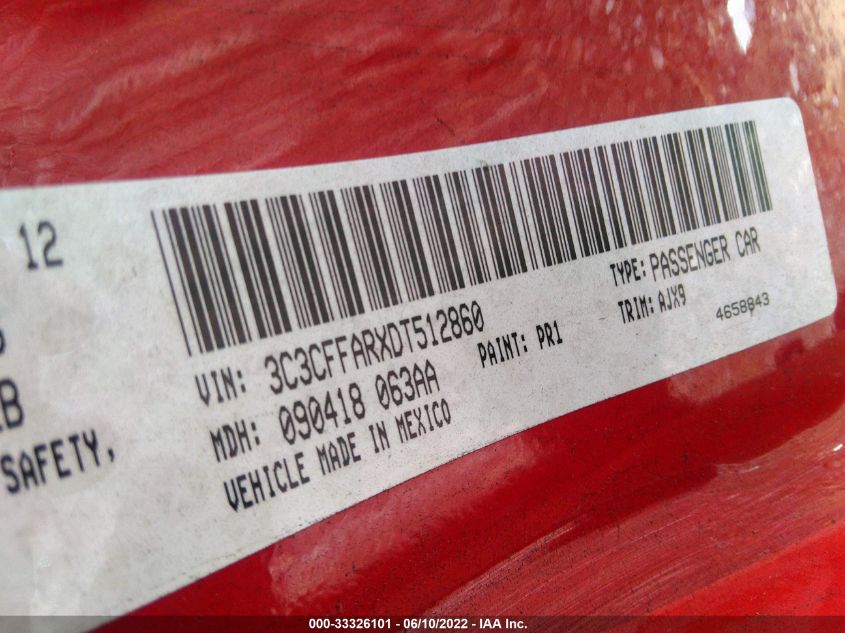 12
VIN: 3C3CFFARXDT512860
TYPE: PASSENGER CAR
MDH: 090418 063AA
PAINT: PR1
TRIM: AJX9
4658843
VEHICLE MADE IN MEXICO
SAFETY,
000-33326101 - 06/10/2022 - IAA Inc.